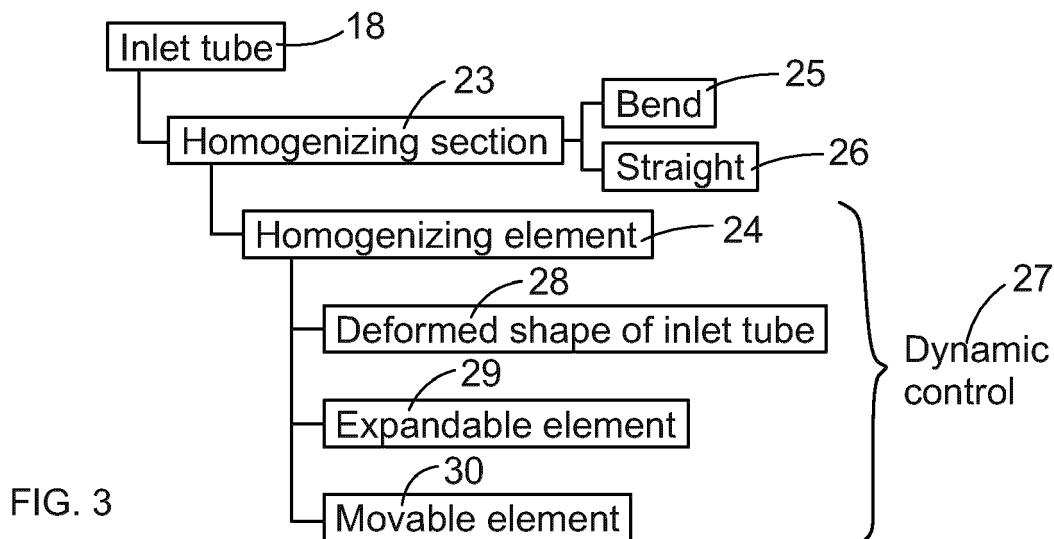 Inlet tube
18
23
25
Bend
Homogenizing section
Straight
26
Homogenizing element
24
28
Deformed shape of inlet tube
27
Dynamic
control
29
Expandable element
30
Movable element
FIG. 3